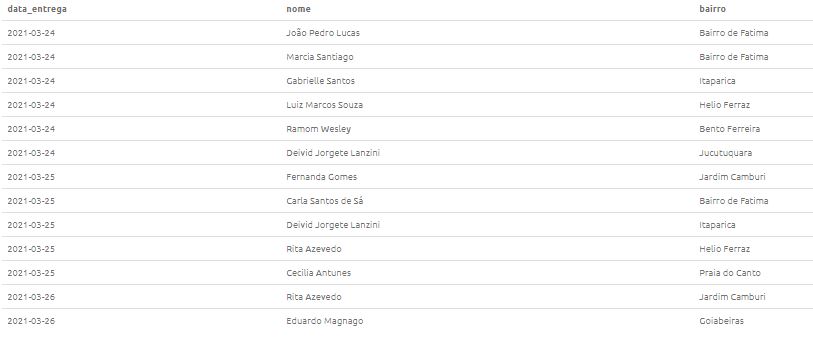 data_entrega nome bairro
2021-03-24 João Pedro Lucas Bairro de Fatima
2021-03-24 Marcia Santiago Bairro de Fatima
2021-03-24 Gabrielle Santos Itaparica
2021-03-24 Luiz Marcos Souza Helio Ferraz
2021-03-24 Ramom Wesley Bento Ferreira
2021-03-24 Deivid Jorgete Lanzini Jucutuquara
2021-03-25 Fernanda Gomes Jardim Camburi
2021-03-25 Carla Santos de Sá Bairro de Fatima
2021-03-25 Deivid Jorgete Lanzini Itaparica
2021-03-25 Rita Azevedo Helio Ferraz
2021-03-25 Cecilia Antunes Praia do Canto
2021-03-26 Rita Azevedo Jardim Camburi
2021-03-26 Eduardo Magnago Goiabeiras